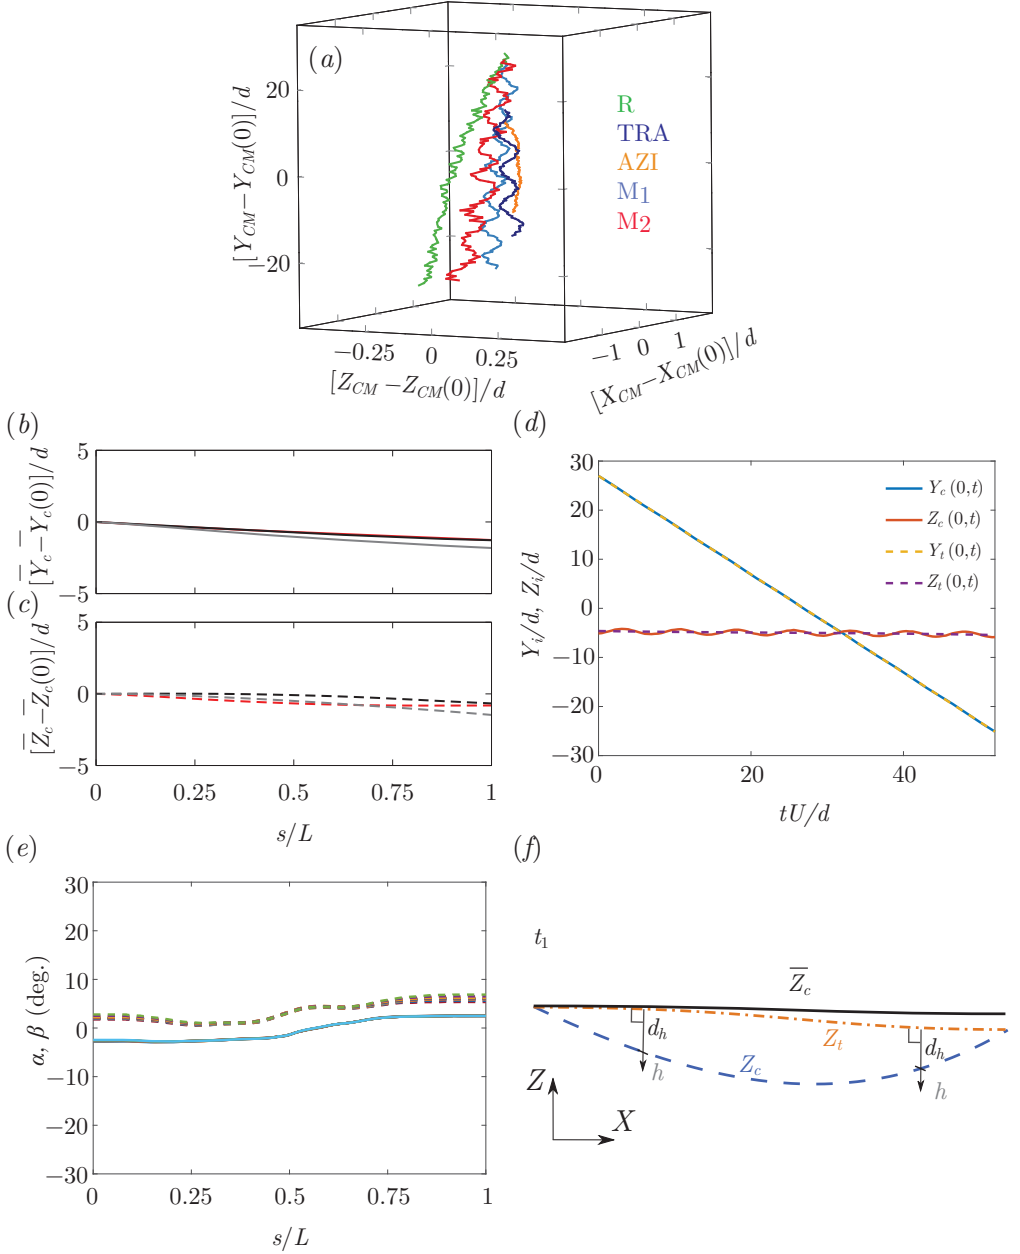 (a)
[Y_CM − Y_CM(0)]/d
20
0
−20
R
TRA
AZI
M1
M2
−0.25
0
0.25
[Z_CM − Z_CM(0)]/d
−1
0
1
[X_CM − X_CM(0)]/d
(b)
[Y̅_c − Y̅_c(0)]/d
5
0
−5
(c)
[Z̅_c − Z̅_c(0)]/d
5
0
−5
0
0.25
0.5
0.75
1
s/L
(d)
Y_i/d, Z_i/d
30
20
10
0
−10
−20
−30
Y_c (0,t)
Z_c (0,t)
Y_t (0,t)
Z_t (0,t)
0
20
40
tU/d
(e)
α, β (deg.)
30
20
10
0
−10
−20
−30
0
0.25
0.5
0.75
1
s/L
(f)
t_1
Z̅_c
d_h
Z_t
d_h
Z_c
h
h
Z
X